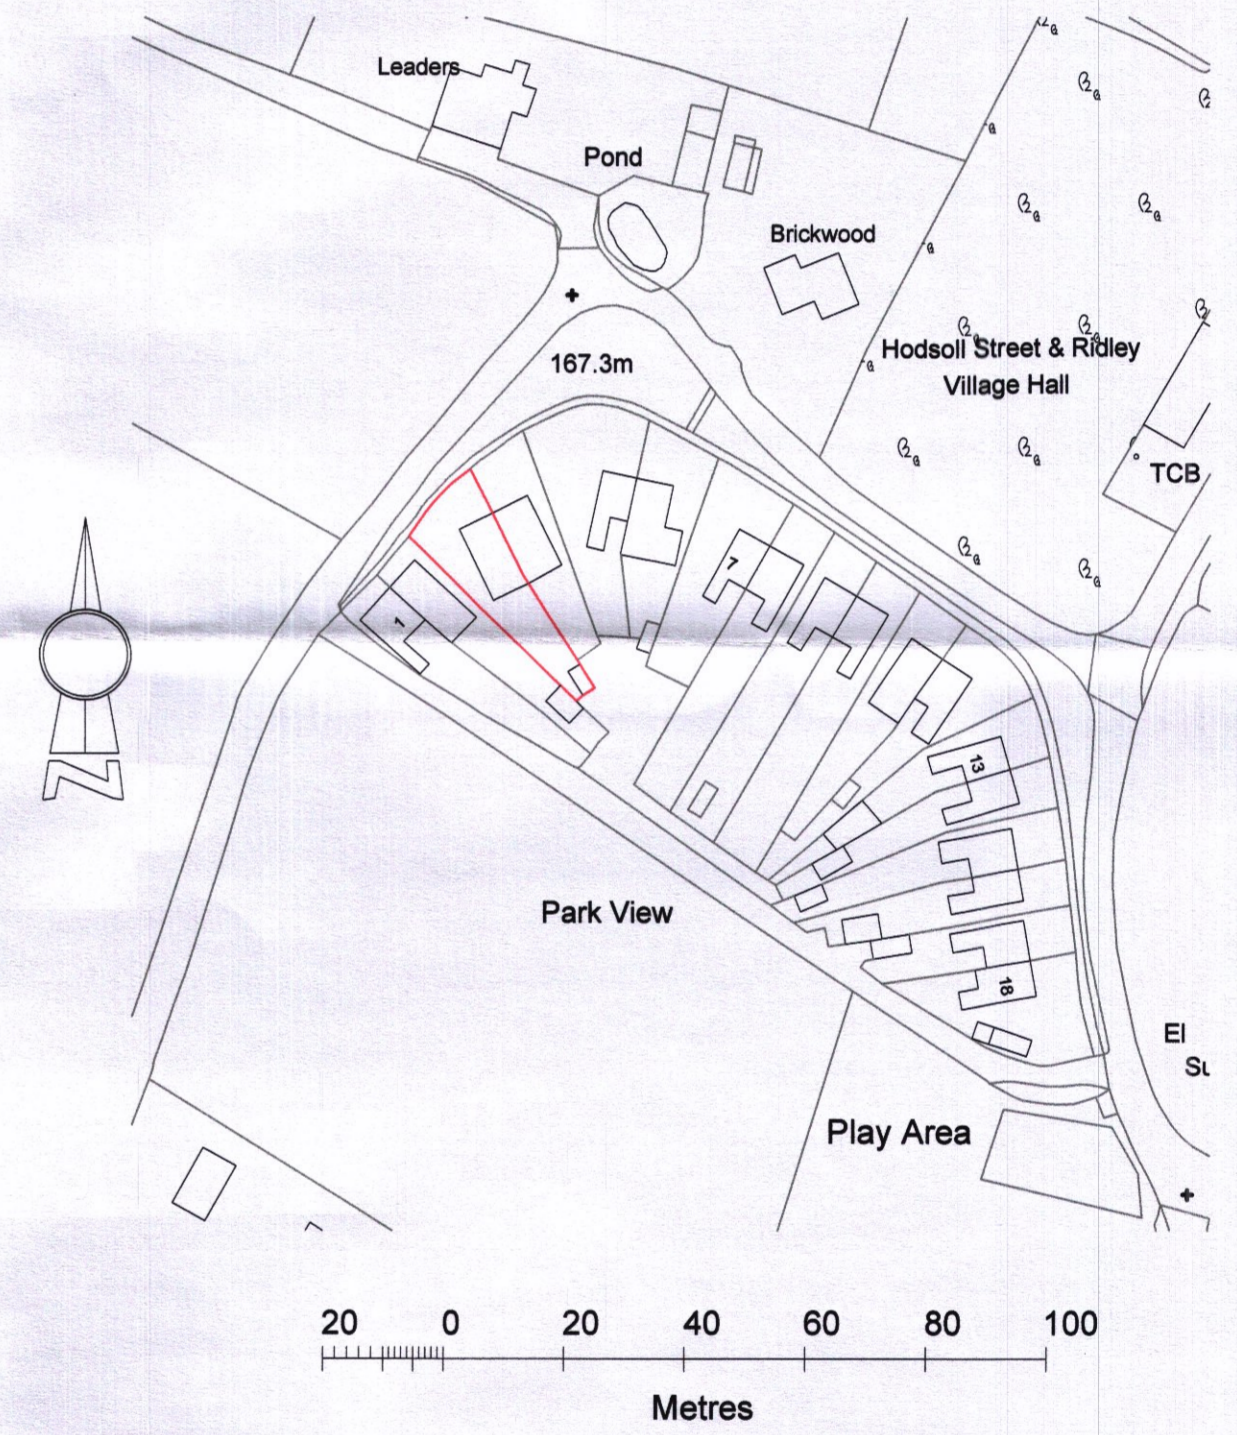 Leaders
Pond
Brickwood
167.3m
Hodsoll Street & Ridley
Village Hall
TCB
1
7
13
18
Park View
El
Play Area
N
20 0 20 40 60 80 100
Metres